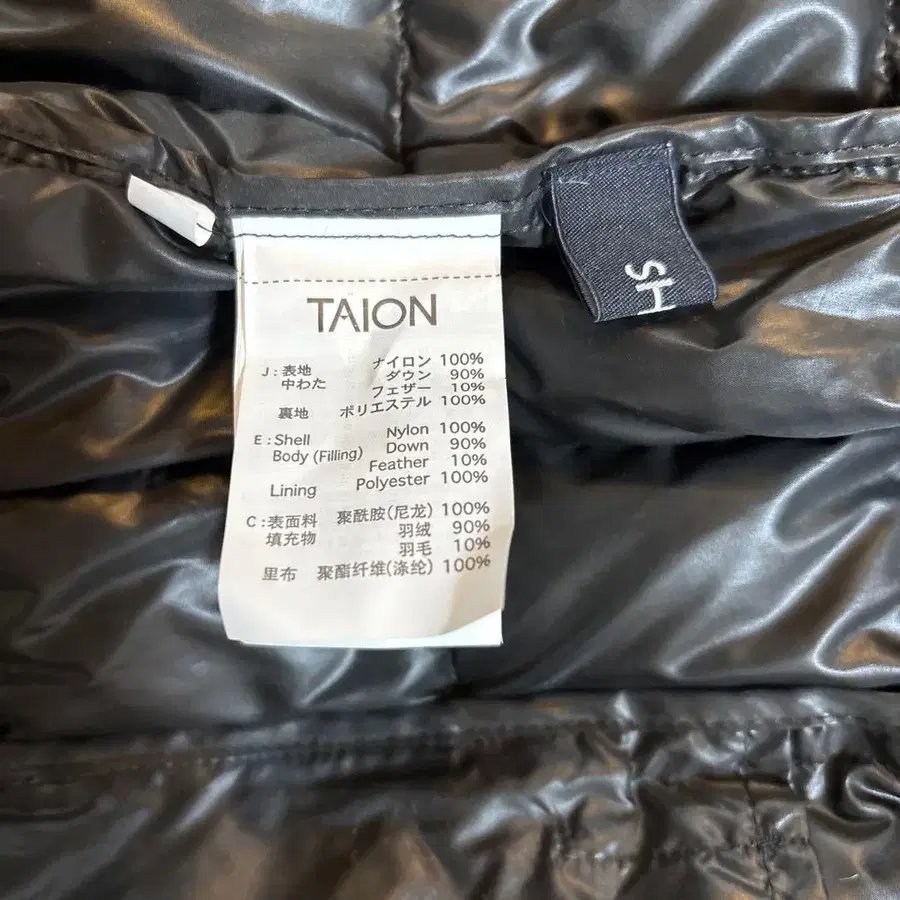 TAION
J : 表地 ナイロン 100%
中わた ダウン 90%
フェザー 10%
裏地 ポリエステル 100%
E : Shell Nylon 100%
Body (Filling) Down 90%
Feather 10%
Lining Polyester 100%
C : 表面料 聚酰胺(尼龙) 100%
填充物 羽绒 90%
羽毛 10%
里布 聚酯纤维(涤纶) 100%
SH